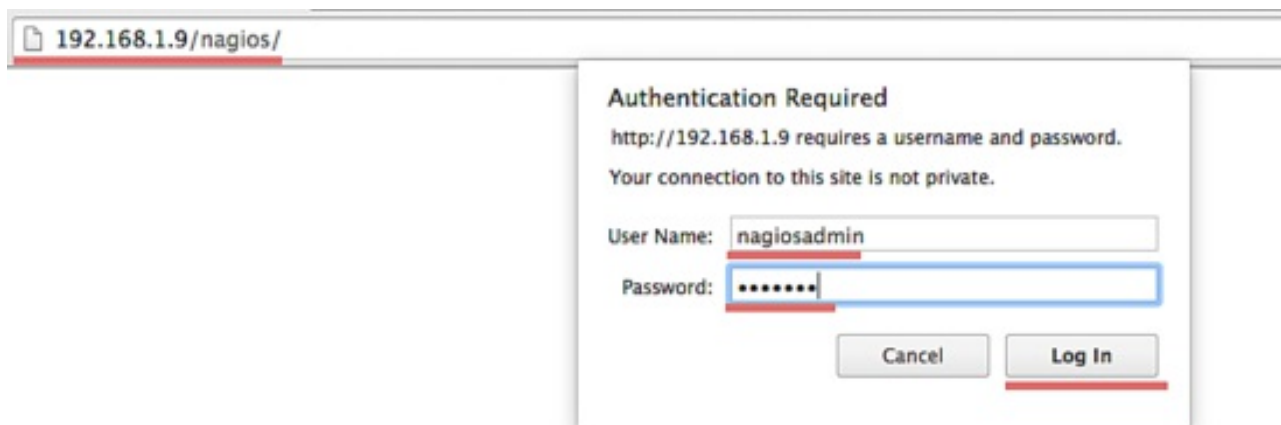 192.168.1.9/nagios/
Authentication Required
http://192.168.1.9 requires a username and password.
Your connection to this site is not private.
User Name: nagiosadmin
Password: •••••••
Cancel Log In